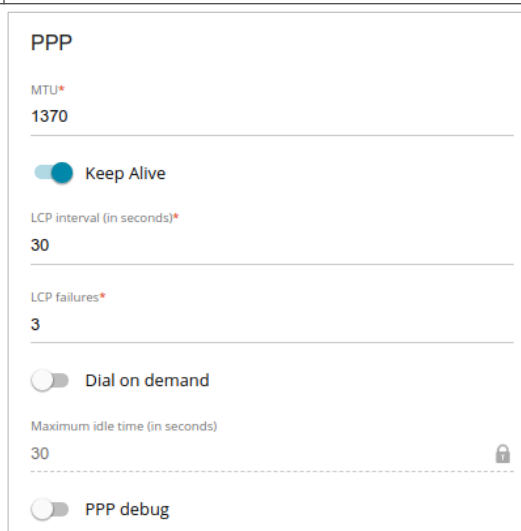 PPP
MTU*
1370
Keep Alive
LCP interval (in seconds)*
30
LCP failures*
3
Dial on demand
Maximum idle time (in seconds)
30
PPP debug